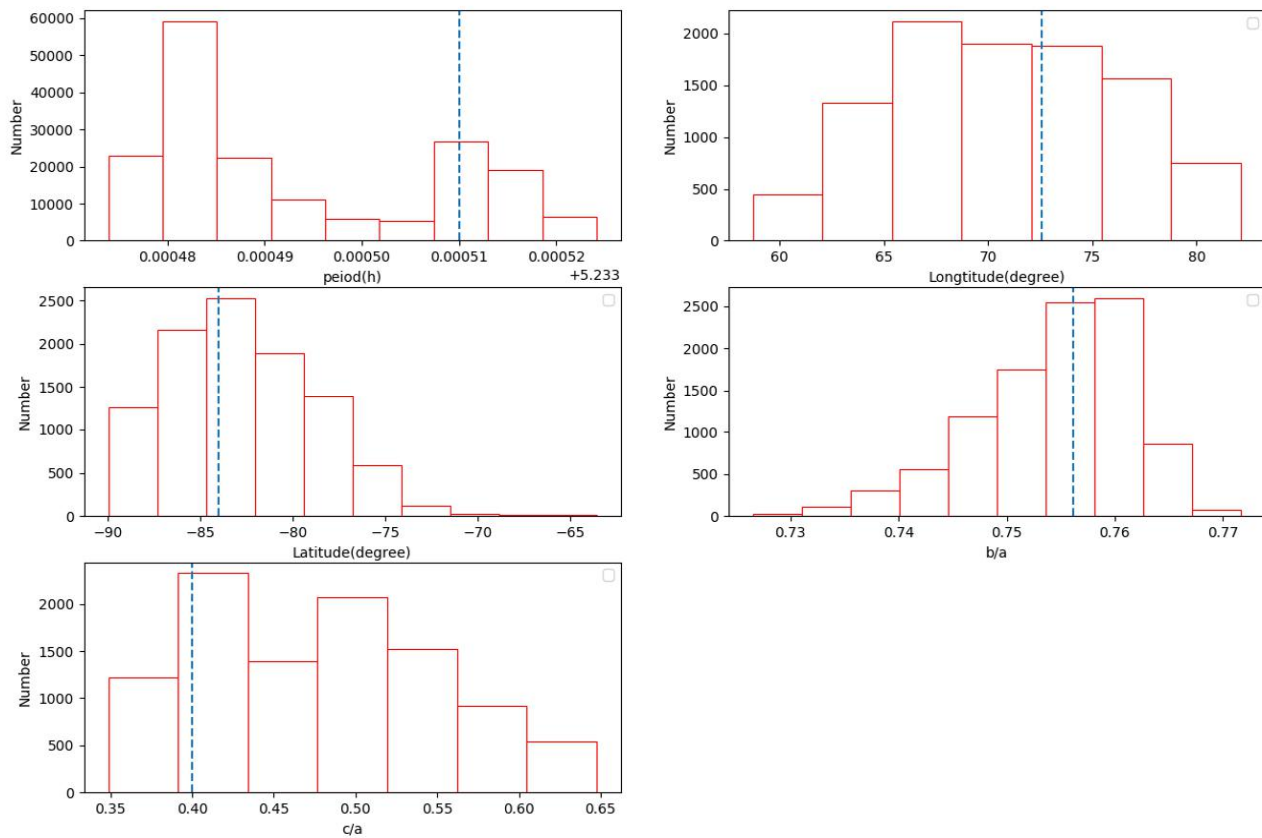 60000
50000
40000
30000
20000
10000
0
Number
0.00048 0.00049 0.00050 0.00051 0.00052
peiod(h)
+5.233
2000
1500
1000
500
0
Number
60 65 70 75 80
Longtitude(degree)
2500
2000
1500
1000
500
0
Number
−90 −85 −80 −75 −70 −65
Latitude(degree)
2500
2000
1500
1000
500
0
Number
0.73 0.74 0.75 0.76 0.77
b/a
2000
1500
1000
500
0
Number
0.35 0.40 0.45 0.50 0.55 0.60 0.65
c/a